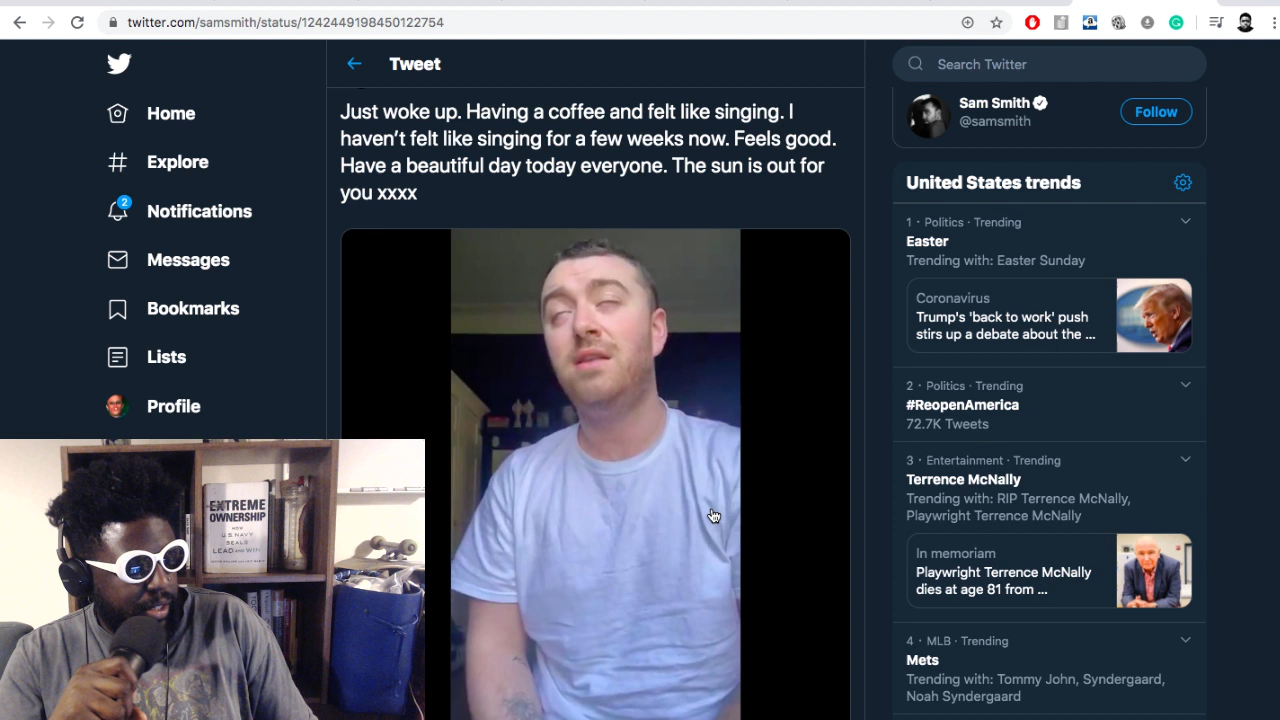 twitter.com/samsmith/status/1242449198450122754
Tweet
Search Twitter
Home
Explore
2
Notifications
Messages
Bookmarks
Lists
Profile
Just woke up. Having a coffee and felt like singing. I
haven’t felt like singing for a few weeks now. Feels good.
Have a beautiful day today everyone. The sun is out for
you xxxx
Sam Smith
@samsmith
Follow
United States trends
1 · Politics · Trending
Easter
Trending with: Easter Sunday
Coronavirus
Trump's 'back to work' push
stirs up a debate about the ...
2 · Politics · Trending
#ReopenAmerica
72.7K Tweets
3 · Entertainment · Trending
Terrence McNally
Trending with: RIP Terrence McNally,
Playwright Terrence McNally
In memoriam
Playwright Terrence McNally
dies at age 81 from ...
4 · MLB · Trending
Mets
Trending with: Tommy John, Syndergaard,
Noah Syndergaard
EXTREME
OWNERSHIP
HOW
U.S. NAVY
SEALS
LEAD AND WIN